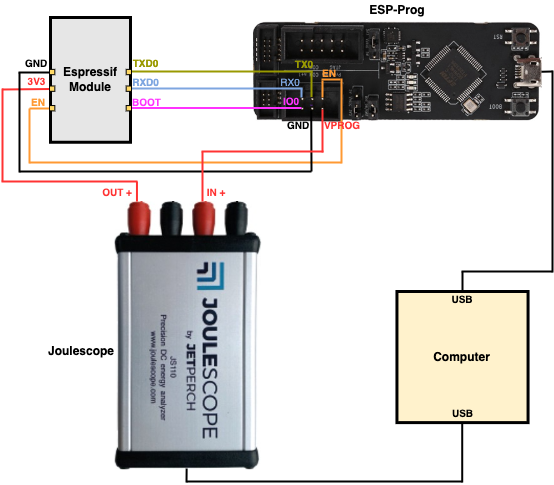 ESP-Prog
GND
3V3
EN
Espressif
Module
TXD0
RXD0
BOOT
TX0
EN
RX0
IO0
GND
VPROG
RST
BOOT
OUT +
IN +
Joulescope
JOULESCOPE
by JETPERCH
JS110
Precision DC energy analyzer
www.joulescope.com
USB
Computer
USB